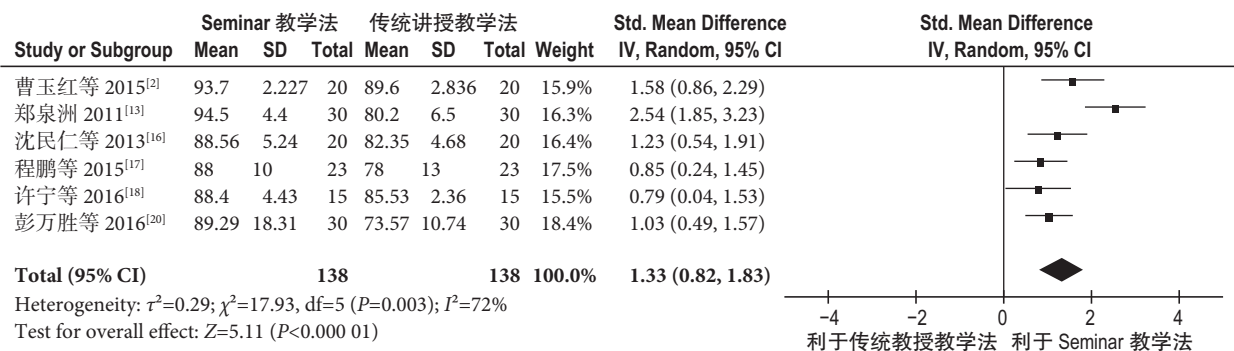 Seminar 教学法 传统讲授教学法 Std. Mean Difference Std. Mean Difference
Study or Subgroup Mean SD Total Mean SD Total Weight IV, Random, 95% CI IV, Random, 95% CI
曹玉红等 2015[2] 93.7 2.227 20 89.6 2.836 20 15.9% 1.58 (0.86, 2.29)
郑泉洲 2011[13] 94.5 4.4 30 80.2 6.5 30 16.3% 2.54 (1.85, 3.23)
沈民仁等 2013[16] 88.56 5.24 20 82.35 4.68 20 16.4% 1.23 (0.54, 1.91)
程鹏等 2015[17] 88 10 23 78 13 23 17.5% 0.85 (0.24, 1.45)
许宁等 2016[18] 88.4 4.43 15 85.53 2.36 15 15.5% 0.79 (0.04, 1.53)
彭万胜等 2016[20] 89.29 18.31 30 73.57 10.74 30 18.4% 1.03 (0.49, 1.57)
Total (95% CI) 138 138 100.0% 1.33 (0.82, 1.83)
Heterogeneity: τ²=0.29; χ²=17.93, df=5 (P=0.003); I²=72%
Test for overall effect: Z=5.11 (P<0.000 01)
−4 −2 0 2 4
利于传统教授教学法 利于 Seminar 教学法